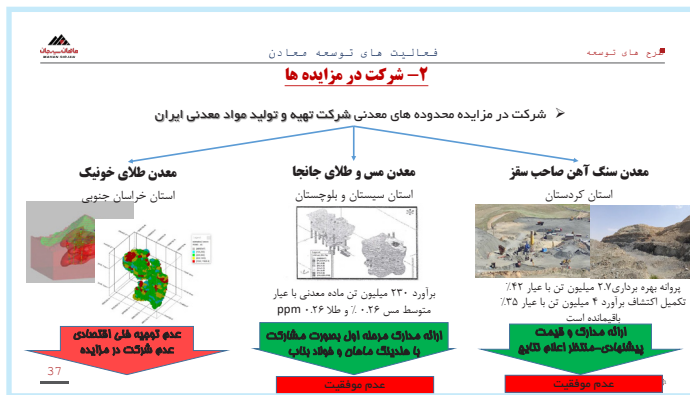 طرح های توسعه
فعالیت های توسعه معادن
ماهان سیرجان
MAHAN SIRJAN
۲- شرکت در مزایده ها
شرکت در مزایده محدوده های معدنی شرکت تهیه و تولید مواد معدنی ایران
معدن سنگ آهن صاحب سقز
استان کردستان
پروانه بهره برداری۲.۷ میلیون تن با عیار ۴۲٪
تکمیل اکتشاف برآورد ۴ میلیون تن با عیار ۳۵٪
باقیمانده است
ارائه مدارک و قیمت
پیشنهادی-منتظر اعلام نتایج
عدم موفقیت
معدن مس و طلای جانجا
استان سیستان و بلوچستان
برآورد ۲۳۰ میلیون تن ماده معدنی با عیار
متوسط مس ۰.۲۶ ٪ و طلا ۰.۲۶ ppm
ارائه مدارک مرحله اول بصورت مشارکت
با هلدینگ ماهان و فولاد بناب
عدم موفقیت
معدن طلای خونیک
استان خراسان جنوبی
عدم توجیه فنی اقتصادی
عدم شرکت در مزایده
37